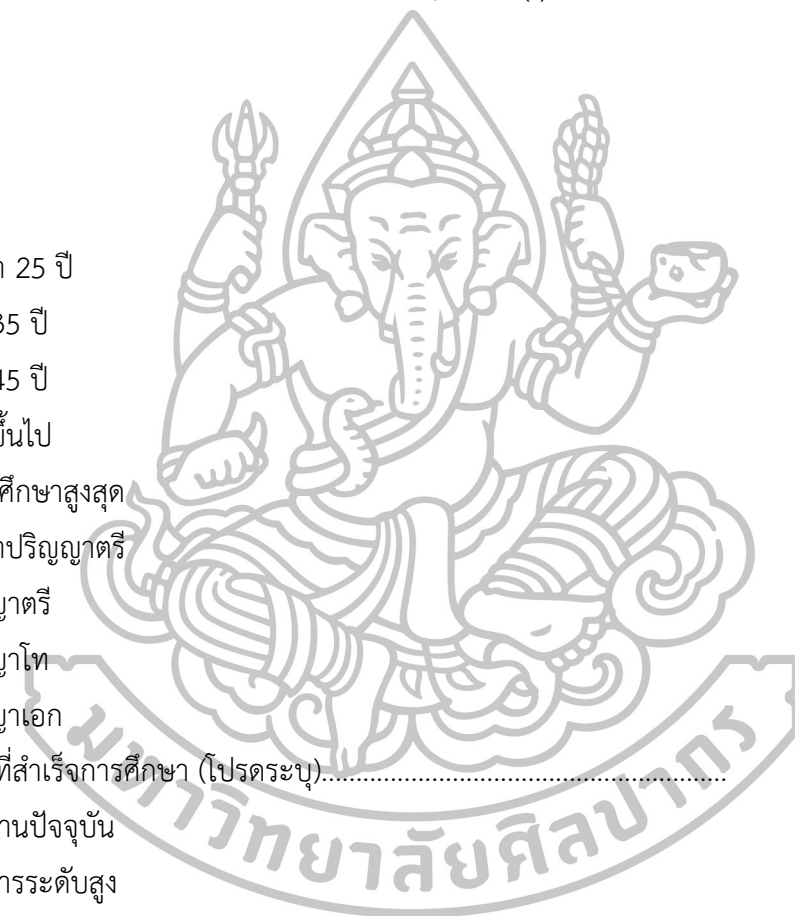 25 ปี
35 ปี
45 ปี
ขึ้นไป
ศึกษาสูงสุด
ปริญญาตรี
ญาตรี
ญาโท
ญาเอก
ที่สำเร็จการศึกษา (โปรดระบุ)......................................................................
านปัจจุบัน
ารระดับสูง
มหาวิทยาลัยศิลปากร